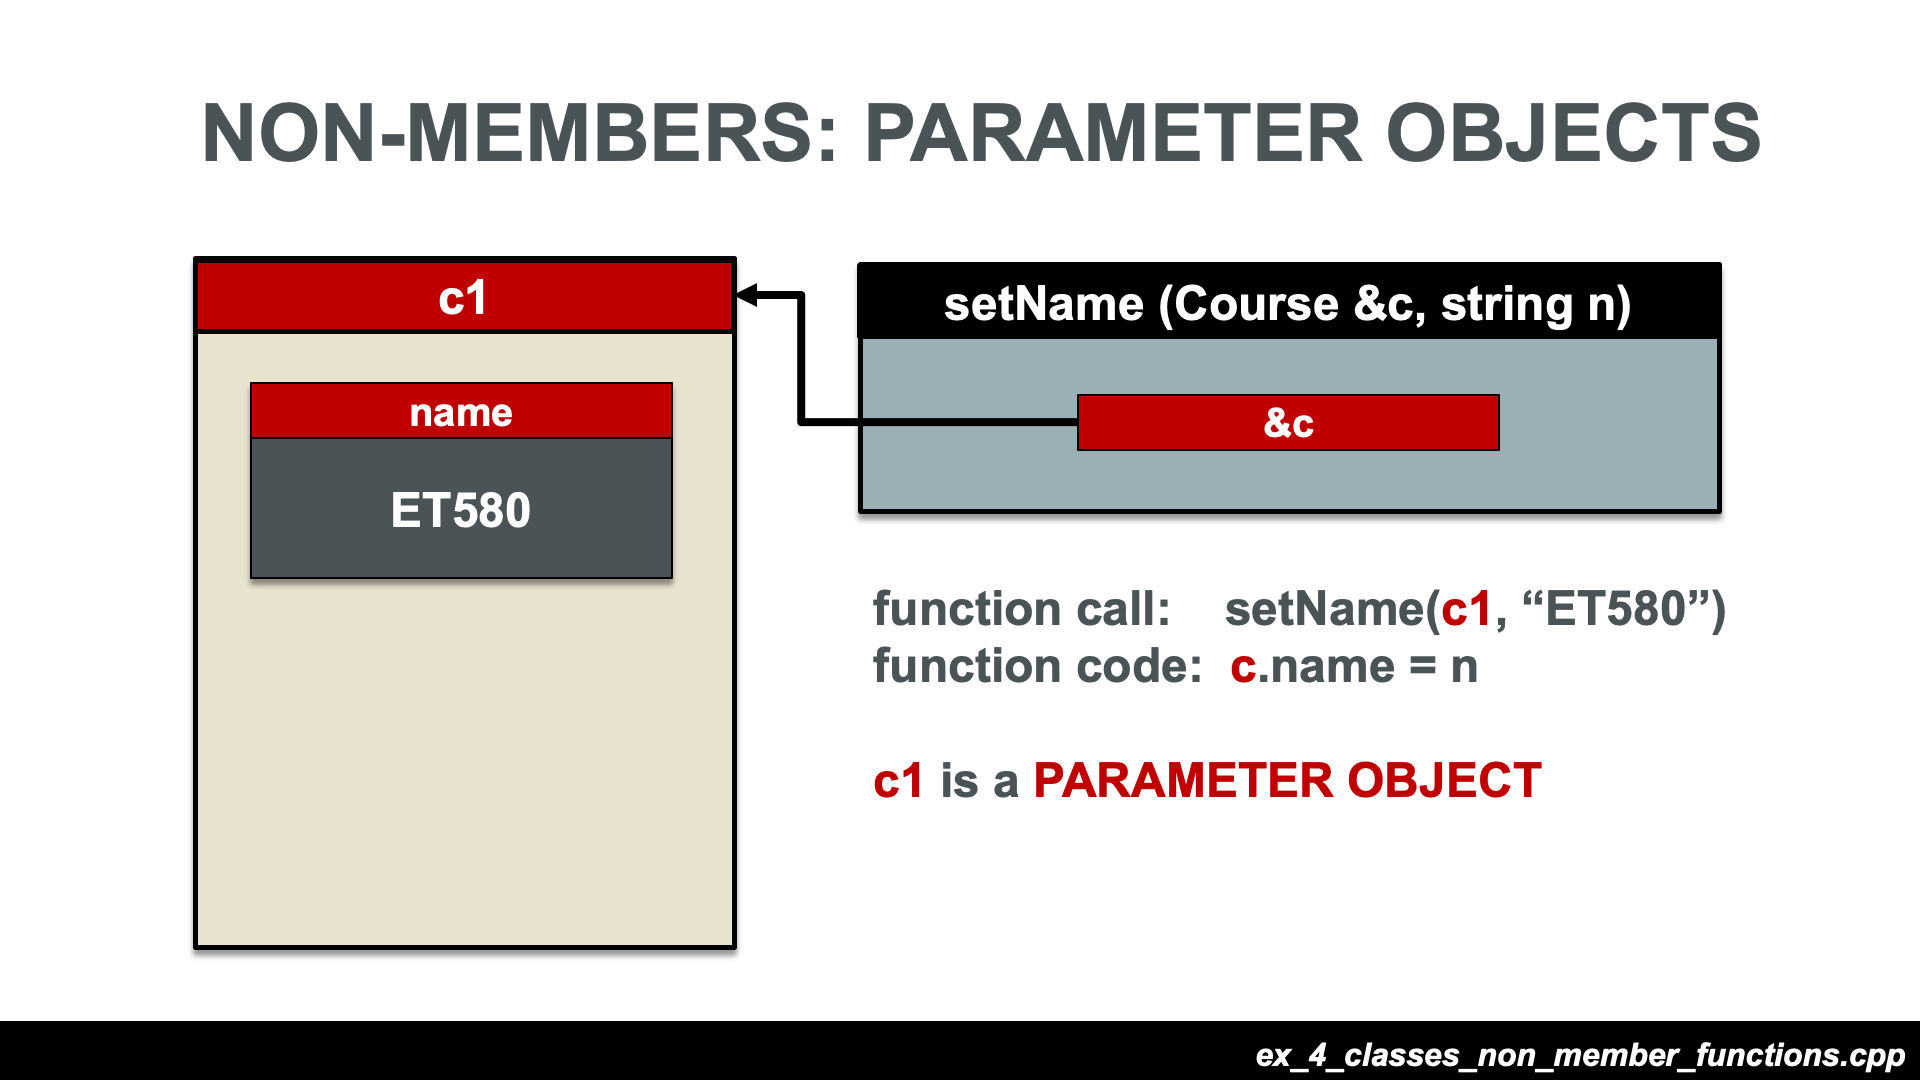 NON-MEMBERS: PARAMETER OBJECTS
c1
name
ET580
setName (Course &c, string n)
&c
function call: setName(c1, “ET580”)
function code: c.name = n
c1 is a PARAMETER OBJECT
ex_4_classes_non_member_functions.cpp